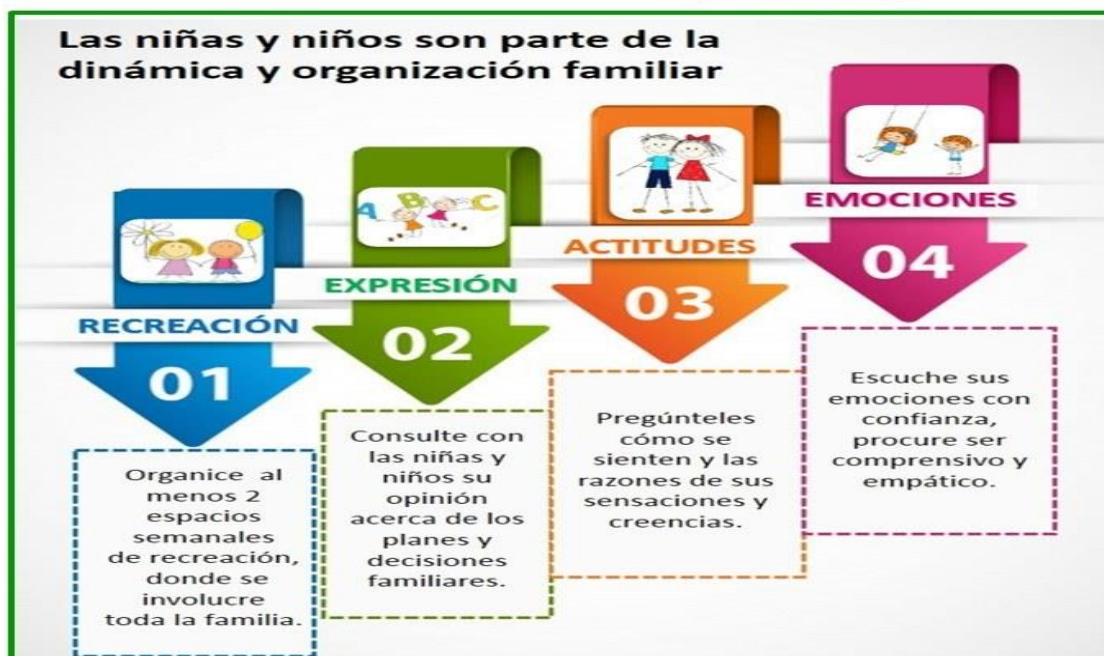 Las niñas y niños son parte de la
dinámica y organización familiar
RECREACIÓN
01
Organice al
menos 2
espacios
semanales
de recreación,
donde se
involucre
toda la familia.
A B C
EXPRESIÓN
02
Consulte con
las niñas y
niños su
opinión
acerca de los
planes y
decisiones
familiares.
ACTITUDES
03
Pregúnteles
cómo se
sienten y las
razones de sus
sensaciones y
creencias.
EMOCIONES
04
Escuche sus
emociones con
confianza,
procure ser
comprensivo y
empático.